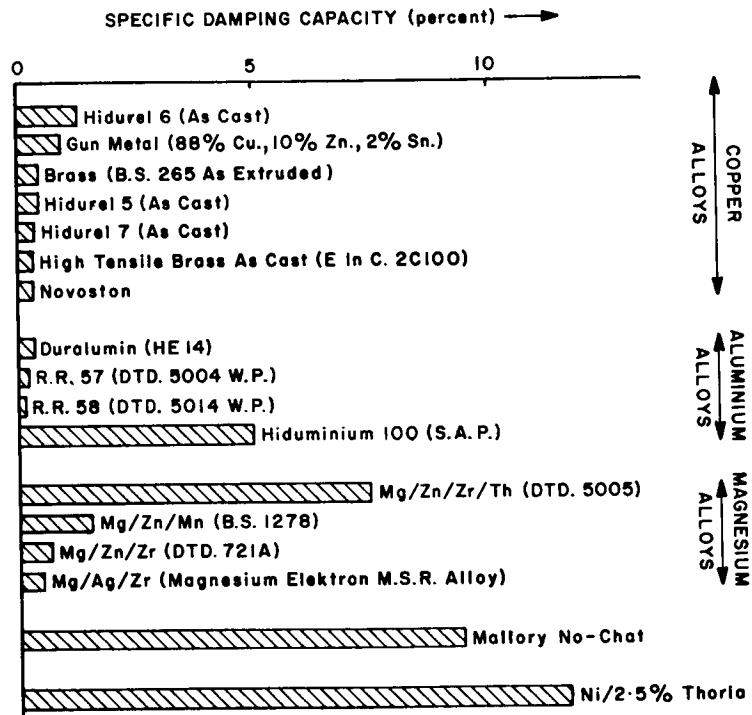 SPECIFIC DAMPING CAPACITY (percent)
0 5 10
Hidurel 6 (As Cast)
Gun Metal (88% Cu., 10% Zn., 2% Sn.)
Brass (B.S. 265 As Extruded)
Hidurel 5 (As Cast)
Hidurel 7 (As Cast)
High Tensile Brass As Cast (E In C. 2C100)
Novoston
COPPER
ALLOYS
Duralumin (HE 14)
R.R. 57 (DTD. 5004 W.P.)
R.R. 58 (DTD. 5014 W.P.)
Hiduminium 100 (S.A.P.)
ALUMINIUM
ALLOYS
Mg/Zn/Zr/Th (DTD. 5005)
Mg/Zn/Mn (B.S. 1278)
Mg/Zn/Zr (DTD. 721A)
Mg/Ag/Zr (Magnesium Elektron M.S.R. Alloy)
MAGNESIUM
ALLOYS
Mallory No-Chat
Ni/2·5% Thoria